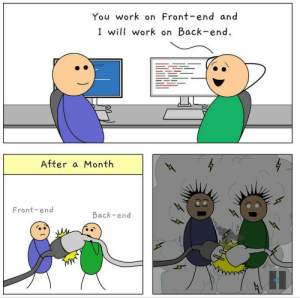 You work on Front-end and
I will work on Back-end.
After a Month
Front-end
Back-end